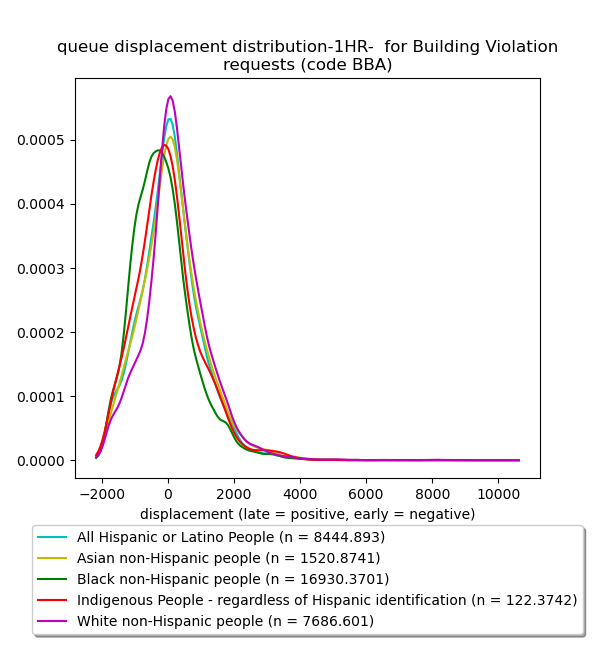 queue displacement distribution-1HR-  for Building Violation
requests (code BBA)
0.0005
0.0004
0.0003
0.0002
0.0001
0.0000
−2000 0 2000 4000 6000 8000 10000
displacement (late = positive, early = negative)
All Hispanic or Latino People (n = 8444.893)
Asian non-Hispanic people (n = 1520.8741)
Black non-Hispanic people (n = 16930.3701)
Indigenous People - regardless of Hispanic identification (n = 122.3742)
White non-Hispanic people (n = 7686.601)